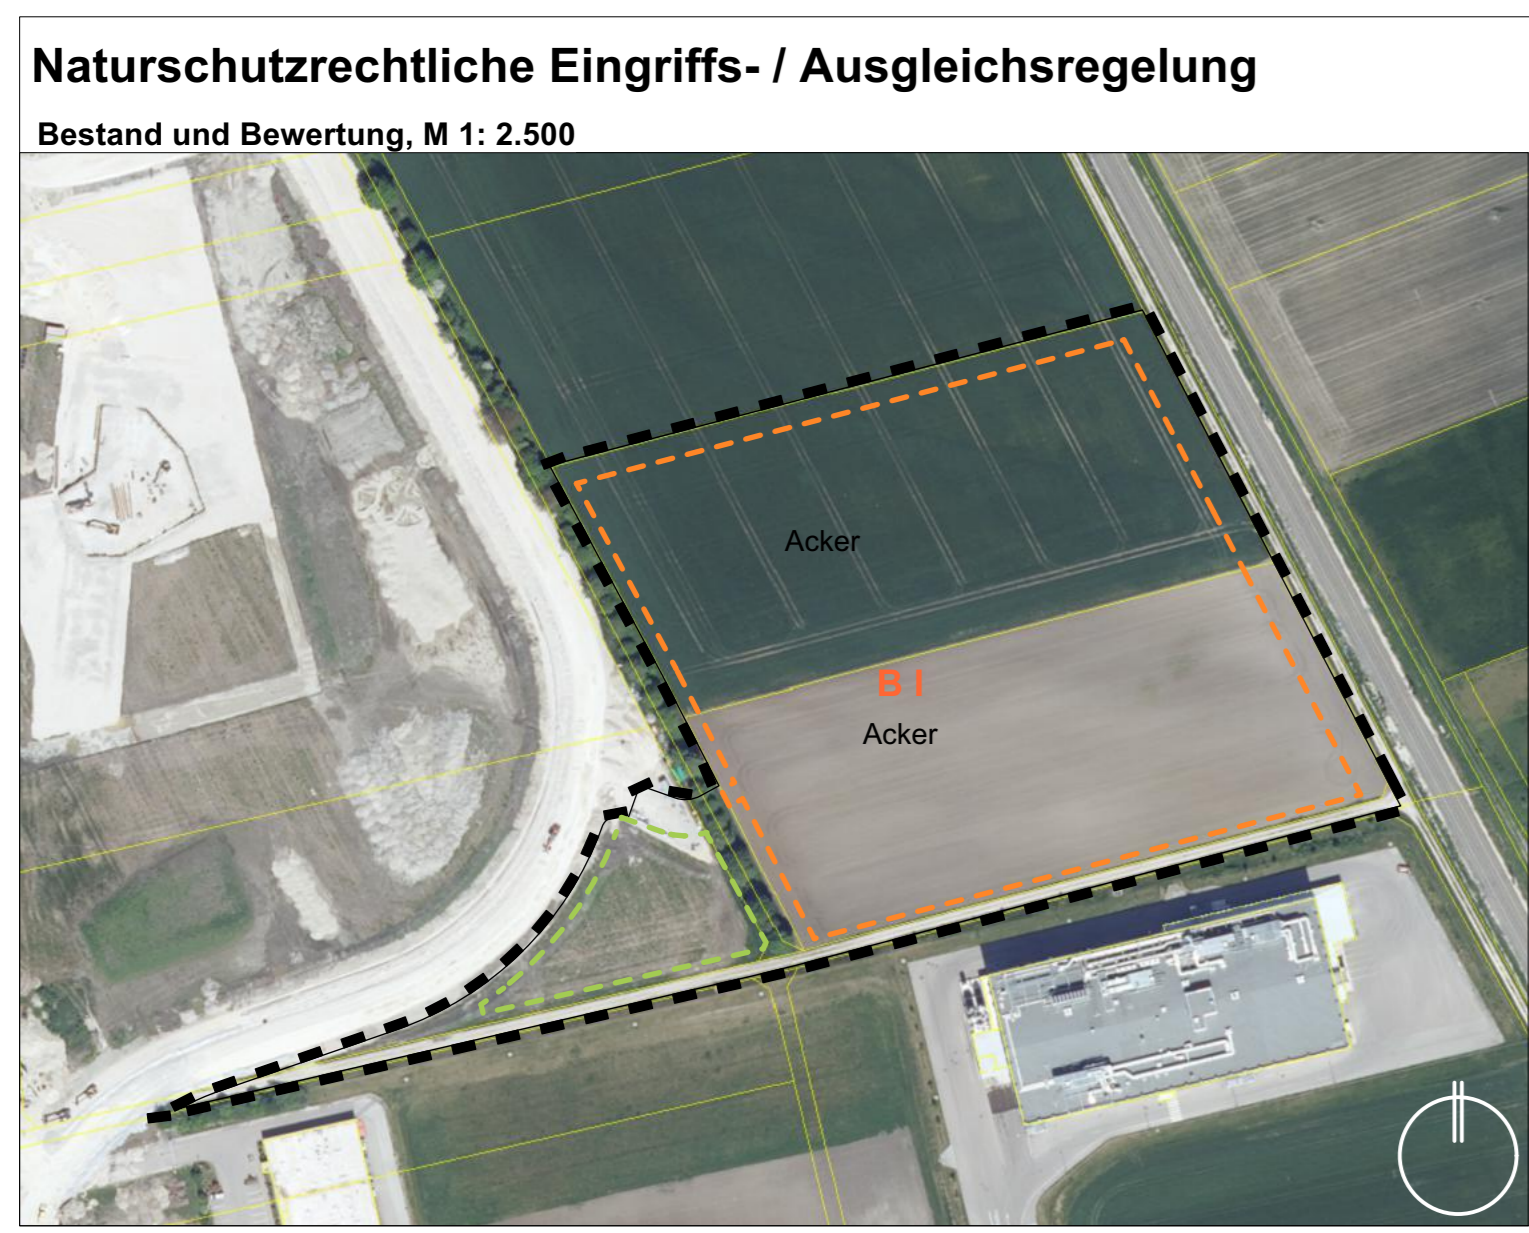 Naturschutzrechtliche Eingriffs- / Ausgleichsregelung
Bestand und Bewertung, M 1: 2.500
Acker
B I
Acker